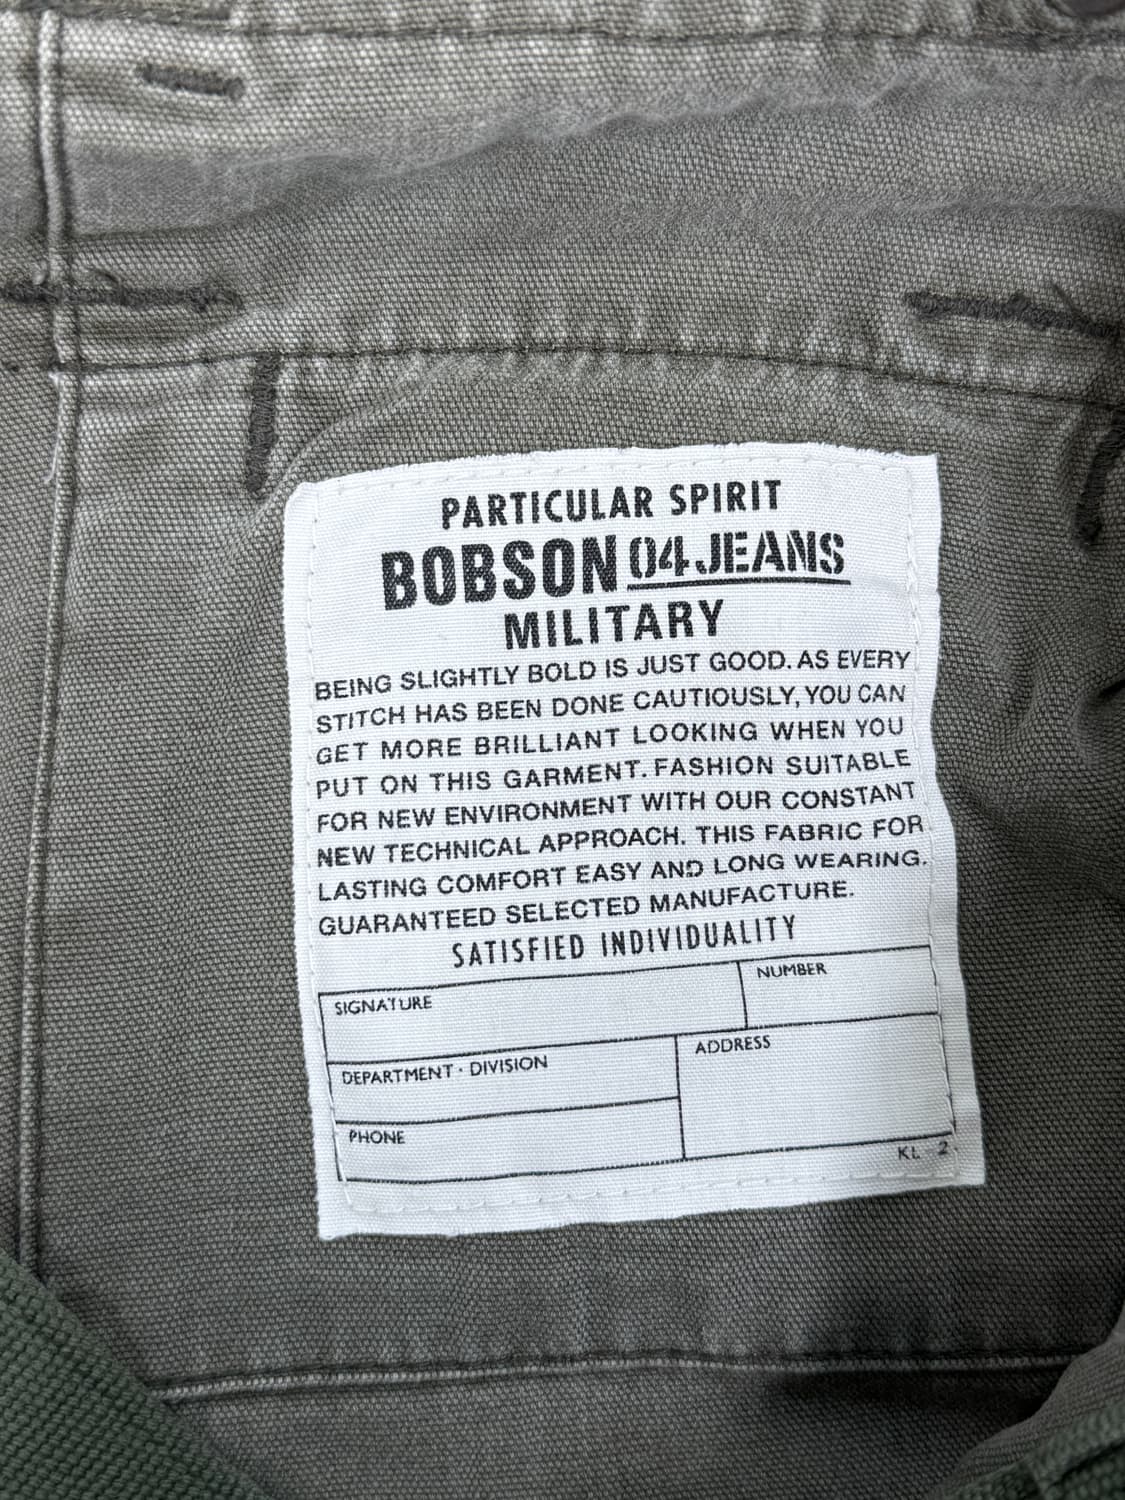 PARTICULAR SPIRIT
BOBSON 04 JEANS
MILITARY
BEING SLIGHTLY BOLD IS JUST GOOD. AS EVERY
STITCH HAS BEEN DONE CAUTIOUSLY, YOU CAN
GET MORE BRILLIANT LOOKING WHEN YOU
PUT ON THIS GARMENT. FASHION SUITABLE
FOR NEW ENVIRONMENT WITH OUR CONSTANT
NEW TECHNICAL APPROACH. THIS FABRIC FOR
LASTING COMFORT EASY AND LONG WEARING.
GUARANTEED SELECTED MANUFACTURE.
SATISFIED INDIVIDUALITY
SIGNATURE
NUMBER
DEPARTMENT · DIVISION
ADDRESS
PHONE
KL - 2